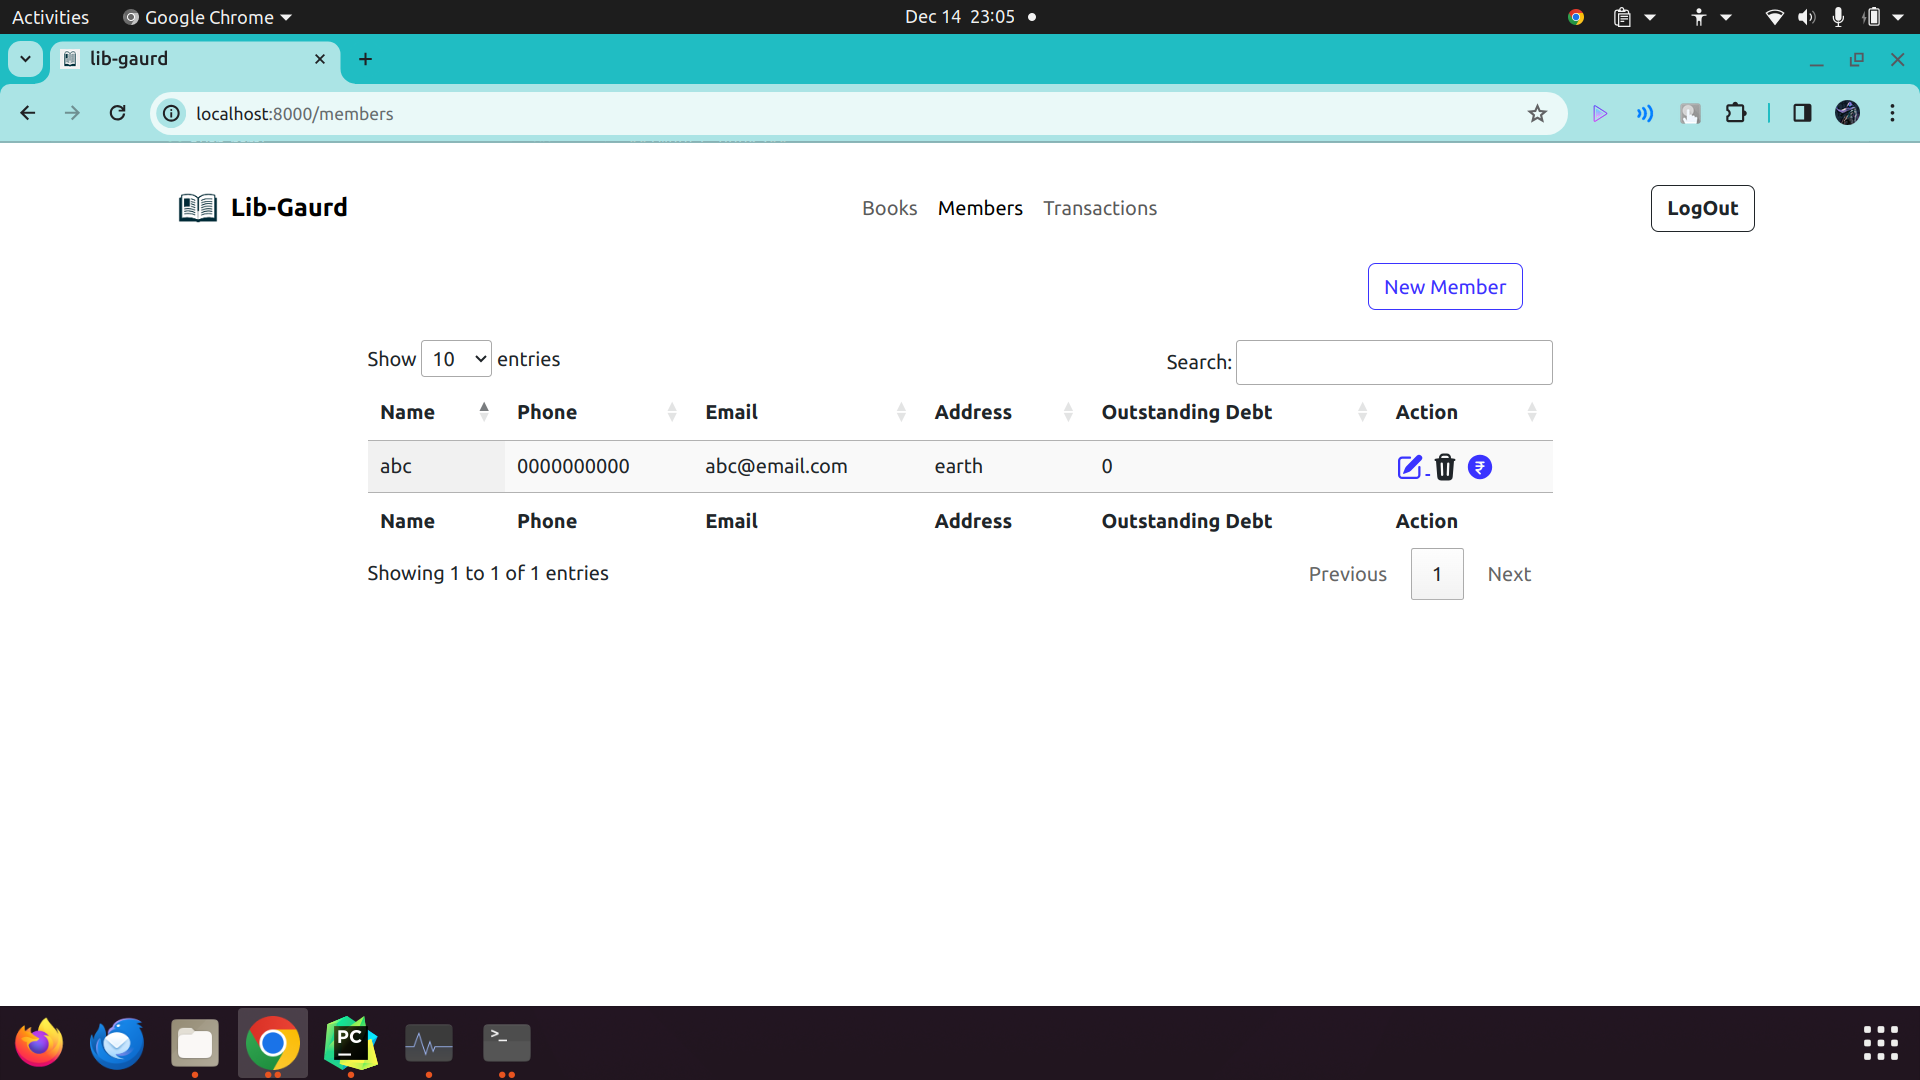 Activities Google Chrome Dec 14 23:05
lib-gaurd
localhost:8000/members
Lib-Gaurd Books Members Transactions LogOut
New Member
Show 10 entries Search:
Name Phone Email Address Outstanding Debt Action
abc 0000000000 abc@email.com earth 0 ₹
Name Phone Email Address Outstanding Debt Action
Showing 1 to 1 of 1 entries Previous 1 Next
PC
>_